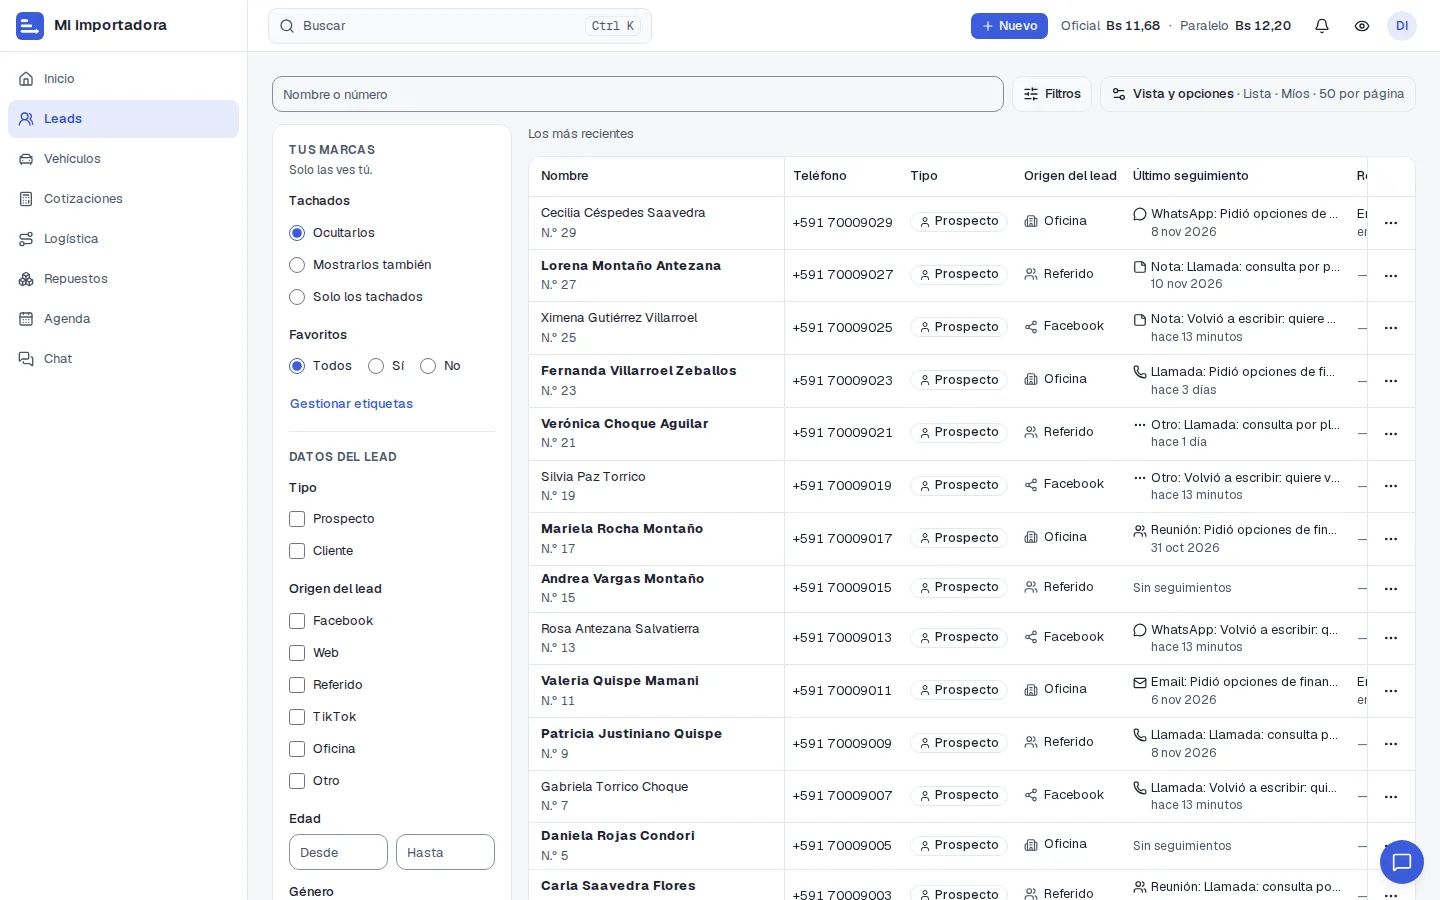 Mi Importadora
Buscar
Ctrl K
Nuevo
Oficial Bs 11,68 · Paralelo Bs 12,20
DI
Inicio
Leads
Vehículos
Cotizaciones
Logística
Repuestos
Agenda
Chat
Nombre o número
Filtros
Vista y opciones · Lista · Míos · 50 por página
TUS MARCAS
Solo las ves tú.
Tachados
Ocultarlos
Mostrarlos también
Solo los tachados
Favoritos
Todos Sí No
Gestionar etiquetas
DATOS DEL LEAD
Tipo
Prospecto
Cliente
Origen del lead
Facebook
Web
Referido
TikTok
Oficina
Otro
Edad
Desde Hasta
Género
Los más recientes
Nombre Teléfono Tipo Origen del lead Último seguimiento
Cecilia Céspedes Saavedra +591 70009029 Prospecto Oficina WhatsApp: Pidió opciones de ...
N.º 29 8 nov 2026
Lorena Montaño Antezana +591 70009027 Prospecto Referido Nota: Llamada: consulta por p... —
N.º 27 10 nov 2026
Ximena Gutiérrez Villarroel +591 70009025 Prospecto Facebook Nota: Volvió a escribir: quiere ... —
N.º 25 hace 13 minutos
Fernanda Villarroel Zeballos +591 70009023 Prospecto Oficina Llamada: Pidió opciones de fi... —
N.º 23 hace 3 días
Verónica Choque Aguilar +591 70009021 Prospecto Referido Otro: Llamada: consulta por pl... —
N.º 21 hace 1 día
Silvia Paz Torrico +591 70009019 Prospecto Facebook Otro: Volvió a escribir: quiere v... —
N.º 19 hace 13 minutos
Mariela Rocha Montaño +591 70009017 Prospecto Oficina Reunión: Pidió opciones de fin... —
N.º 17 31 oct 2026
Andrea Vargas Montaño +591 70009015 Prospecto Referido Sin seguimientos —
N.º 15
Rosa Antezana Salvatierra +591 70009013 Prospecto Facebook WhatsApp: Volvió a escribir: q... —
N.º 13 hace 13 minutos
Valeria Quispe Mamani +591 70009011 Prospecto Oficina Email: Pidió opciones de finan...
N.º 11 6 nov 2026
Patricia Justiniano Quispe +591 70009009 Prospecto Referido Llamada: Llamada: consulta p... —
N.º 9 8 nov 2026
Gabriela Torrico Choque +591 70009007 Prospecto Facebook Llamada: Volvió a escribir: qui... —
N.º 7 hace 13 minutos
Daniela Rojas Condori +591 70009005 Prospecto Oficina Sin seguimientos —
N.º 5
Carla Saavedra Flores +591 70009003 Prospecto Referido Reunión: Llamada: consulta po... —